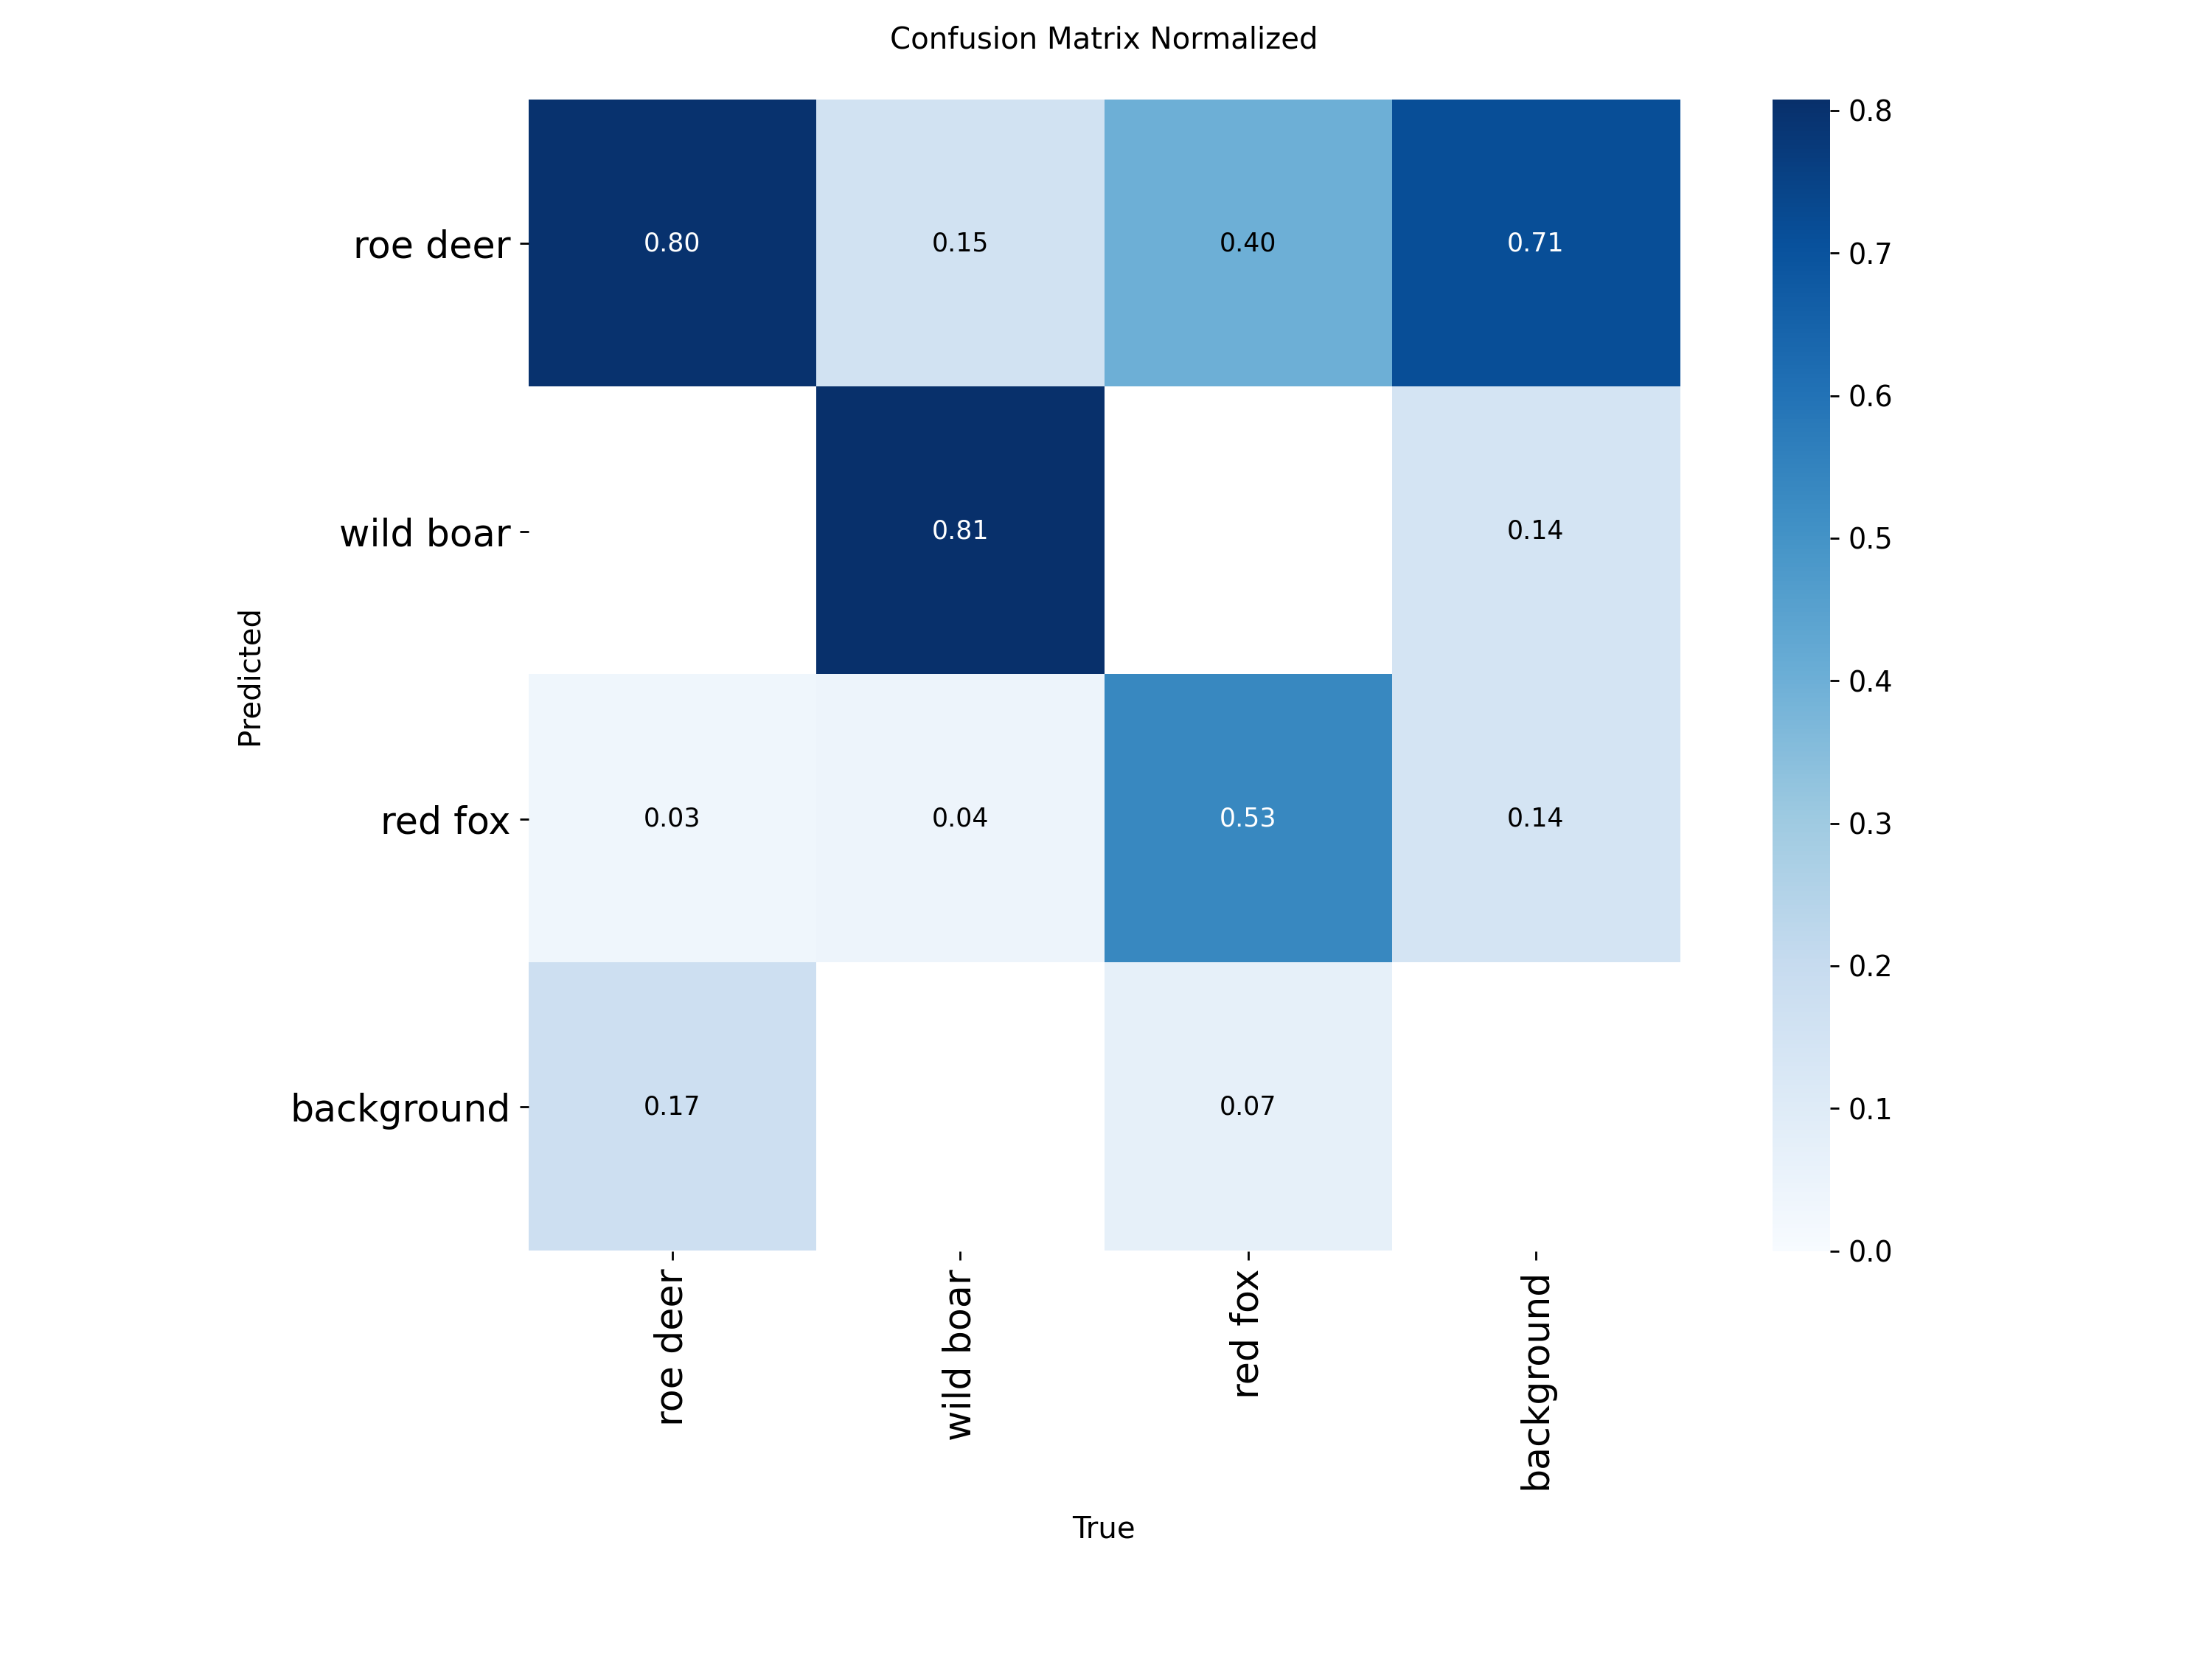 Confusion Matrix Normalized
roe deer
0.80
0.15
0.40
0.71
wild boar
0.81
0.14
red fox
0.03
0.04
0.53
0.14
background
0.17
0.07
Predicted
roe deer
wild boar
red fox
background
True
0.8
0.7
0.6
0.5
0.4
0.3
0.2
0.1
0.0